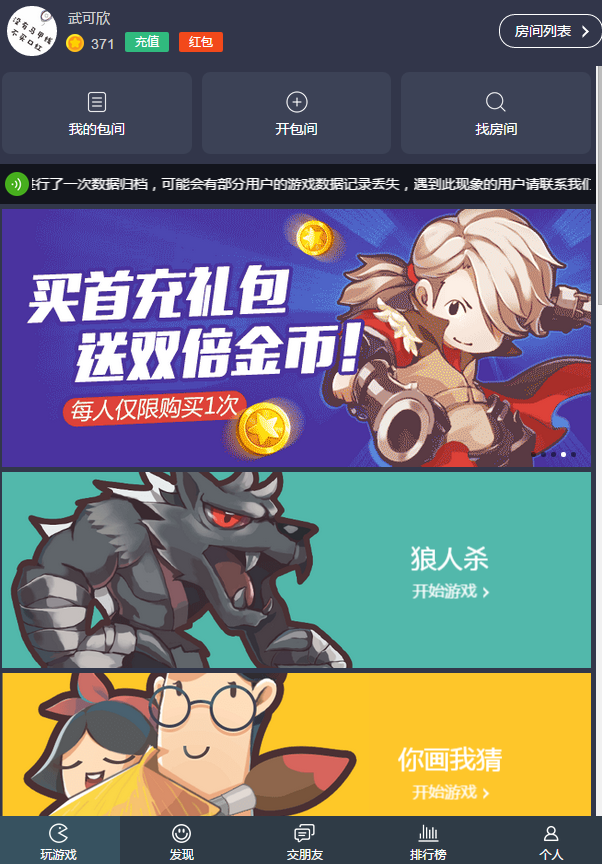 没有马甲线
不买口红
武可欣
371
充值
红包
房间列表
我的包间
开包间
找房间
行了一次数据归档，可能会有部分用户的游戏数据记录丢失，遇到此现象的用户请联系我们
买首充礼包
送双倍金币!
每人仅限购买1次
狼人杀
开始游戏
你画我猜
开始游戏
玩游戏
发现
交朋友
排行榜
个人